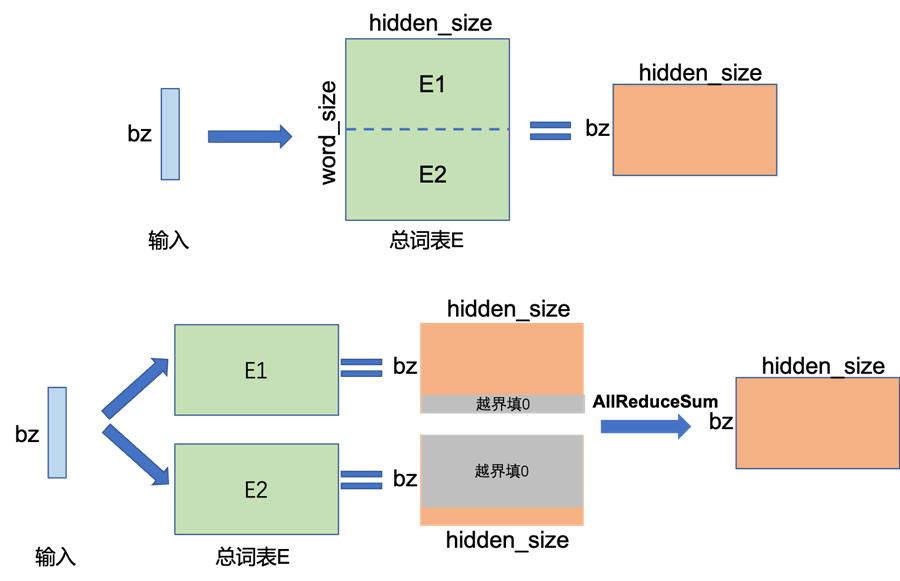 hidden_size
hidden_size
bz
word_size
E1
E2
bz
输入
总词表E
hidden_size
hidden_size
bz
E1
bz
越界填0
AllReduceSum
bz
E2
bz
越界填0
hidden_size
输入
总词表E